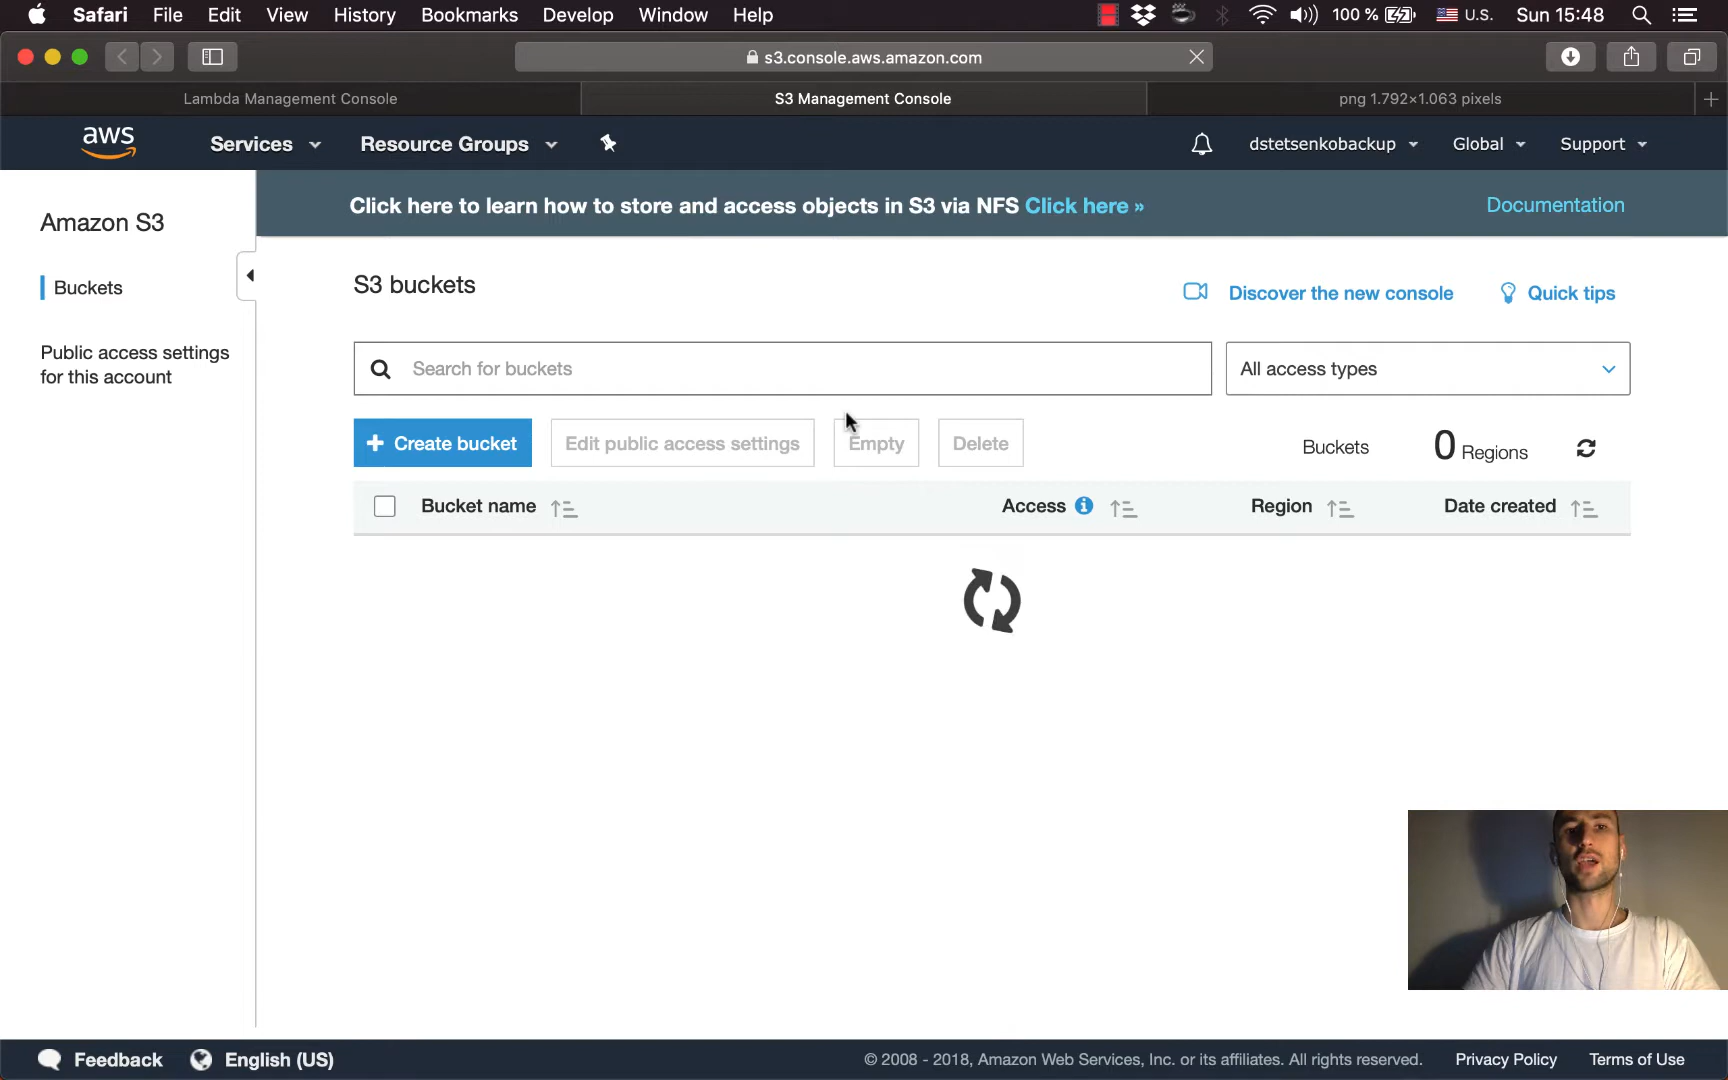 Safari File Edit View History Bookmarks Develop Window Help 100 % U.S. Sun 15:48
s3.console.aws.amazon.com
Lambda Management Console S3 Management Console png 1.792×1.063 pixels
aws Services Resource Groups dstetsenkobackup Global Support
Click here to learn how to store and access objects in S3 via NFS Click here » Documentation
Amazon S3
Buckets
Public access settings
for this account
S3 buckets
Discover the new console Quick tips
Search for buckets All access types
Create bucket Edit public access settings Empty Delete Buckets 0 Regions
Bucket name Access Region Date created
Feedback English (US) © 2008 - 2018, Amazon Web Services, Inc. or its affiliates. All rights reserved. Privacy Policy Terms of Use